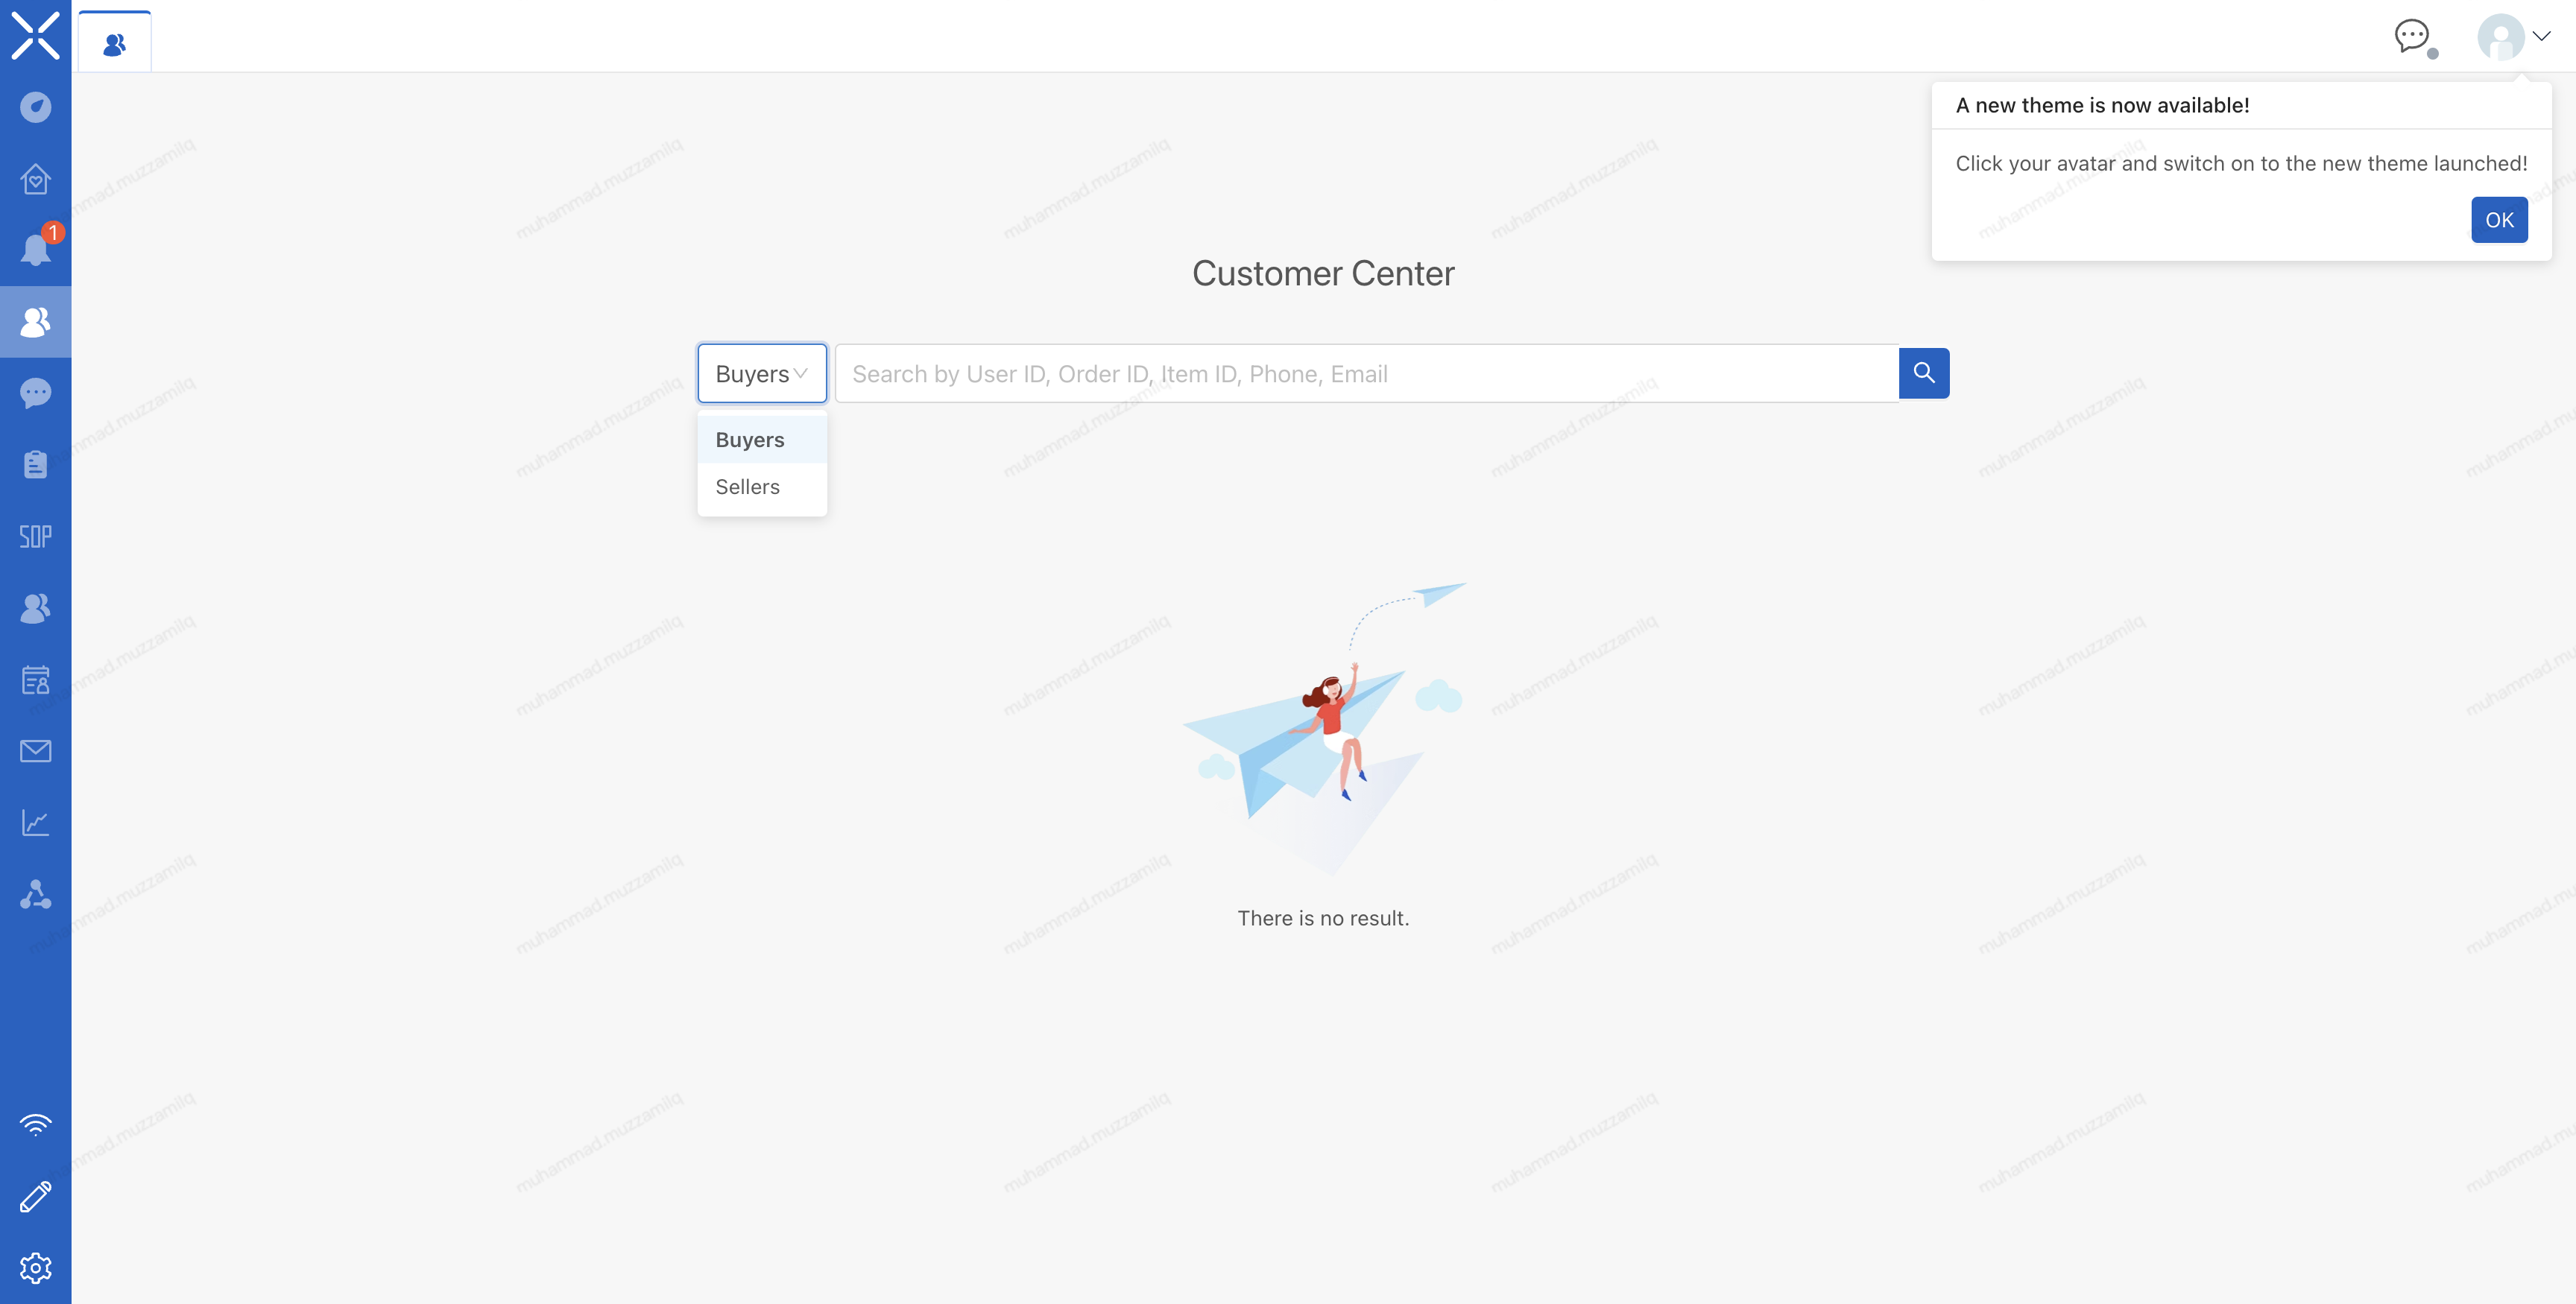 A new theme is now available!
Click your avatar and switch on to the new theme launched!
OK
1
Customer Center
Buyers
Search by User ID, Order ID, Item ID, Phone, Email
Buyers
Sellers
SOP
There is no result.
muhammad.muzzamilq